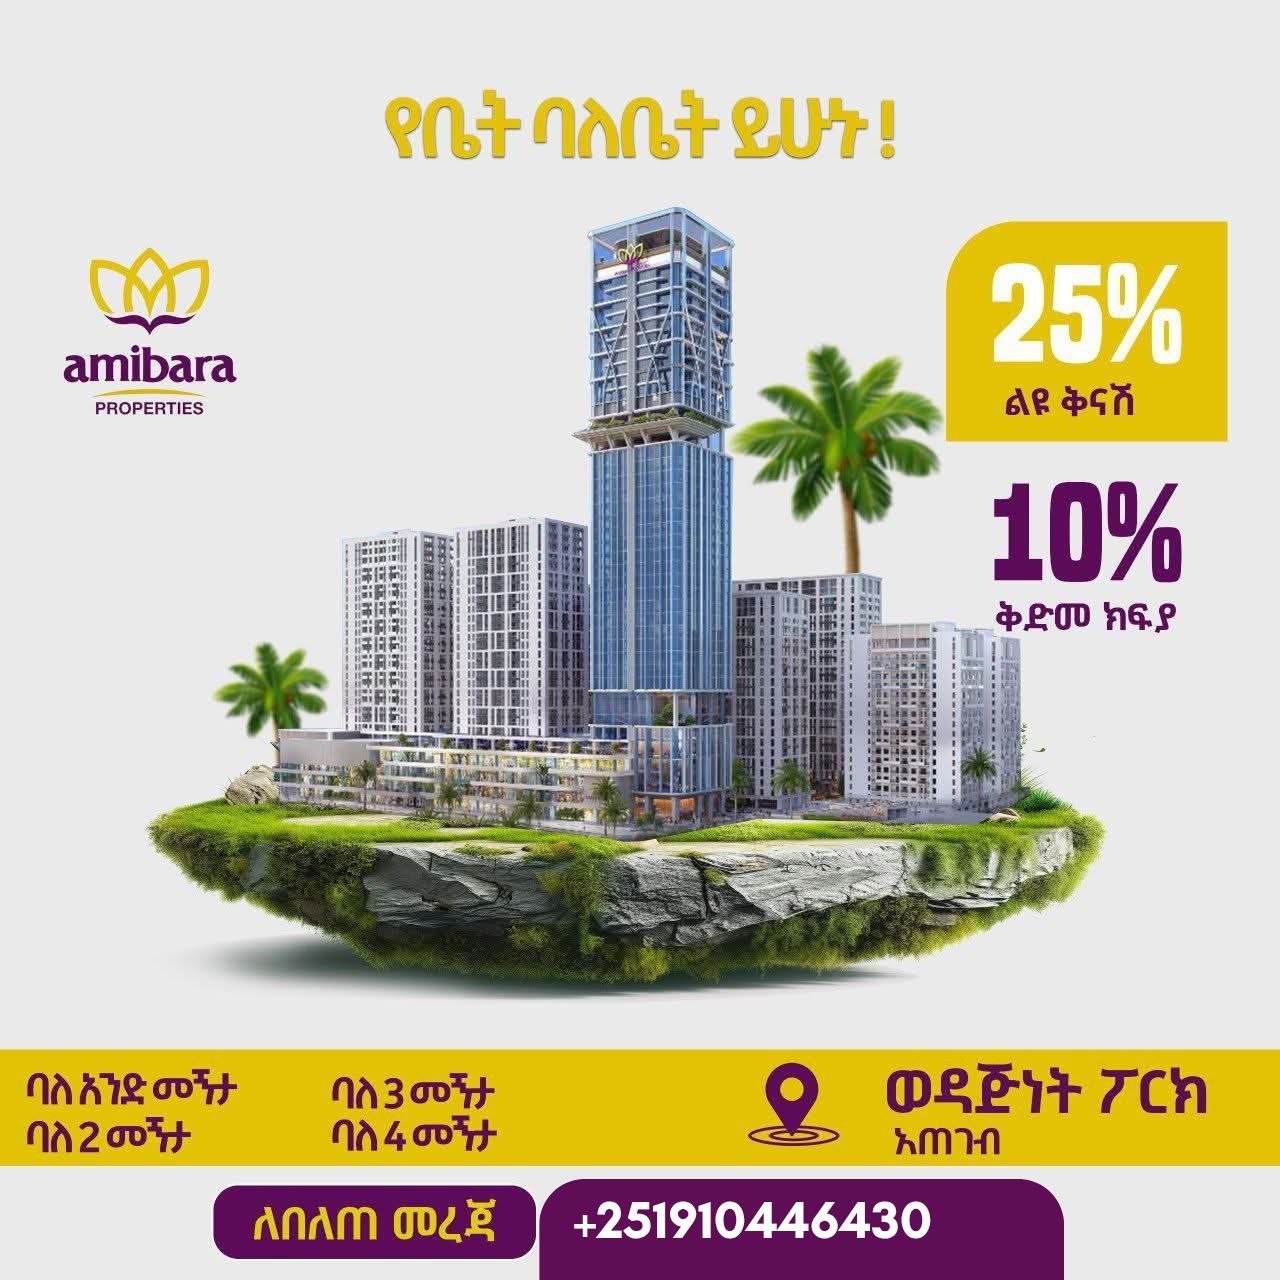 የቤት ባለቤት ይሁኑ!
amibara
PROPERTIES
25%
ልዩ ቅናሽ
10%
ቅድመ ክፍያ
ባለ አንድ መኝታ
ባለ 2 መኝታ
ባለ 3 መኝታ
ባለ 4 መኝታ
ወዳጅነት ፖርክ
አጠገብ
ለበለጠ መረጃ
+251910446430